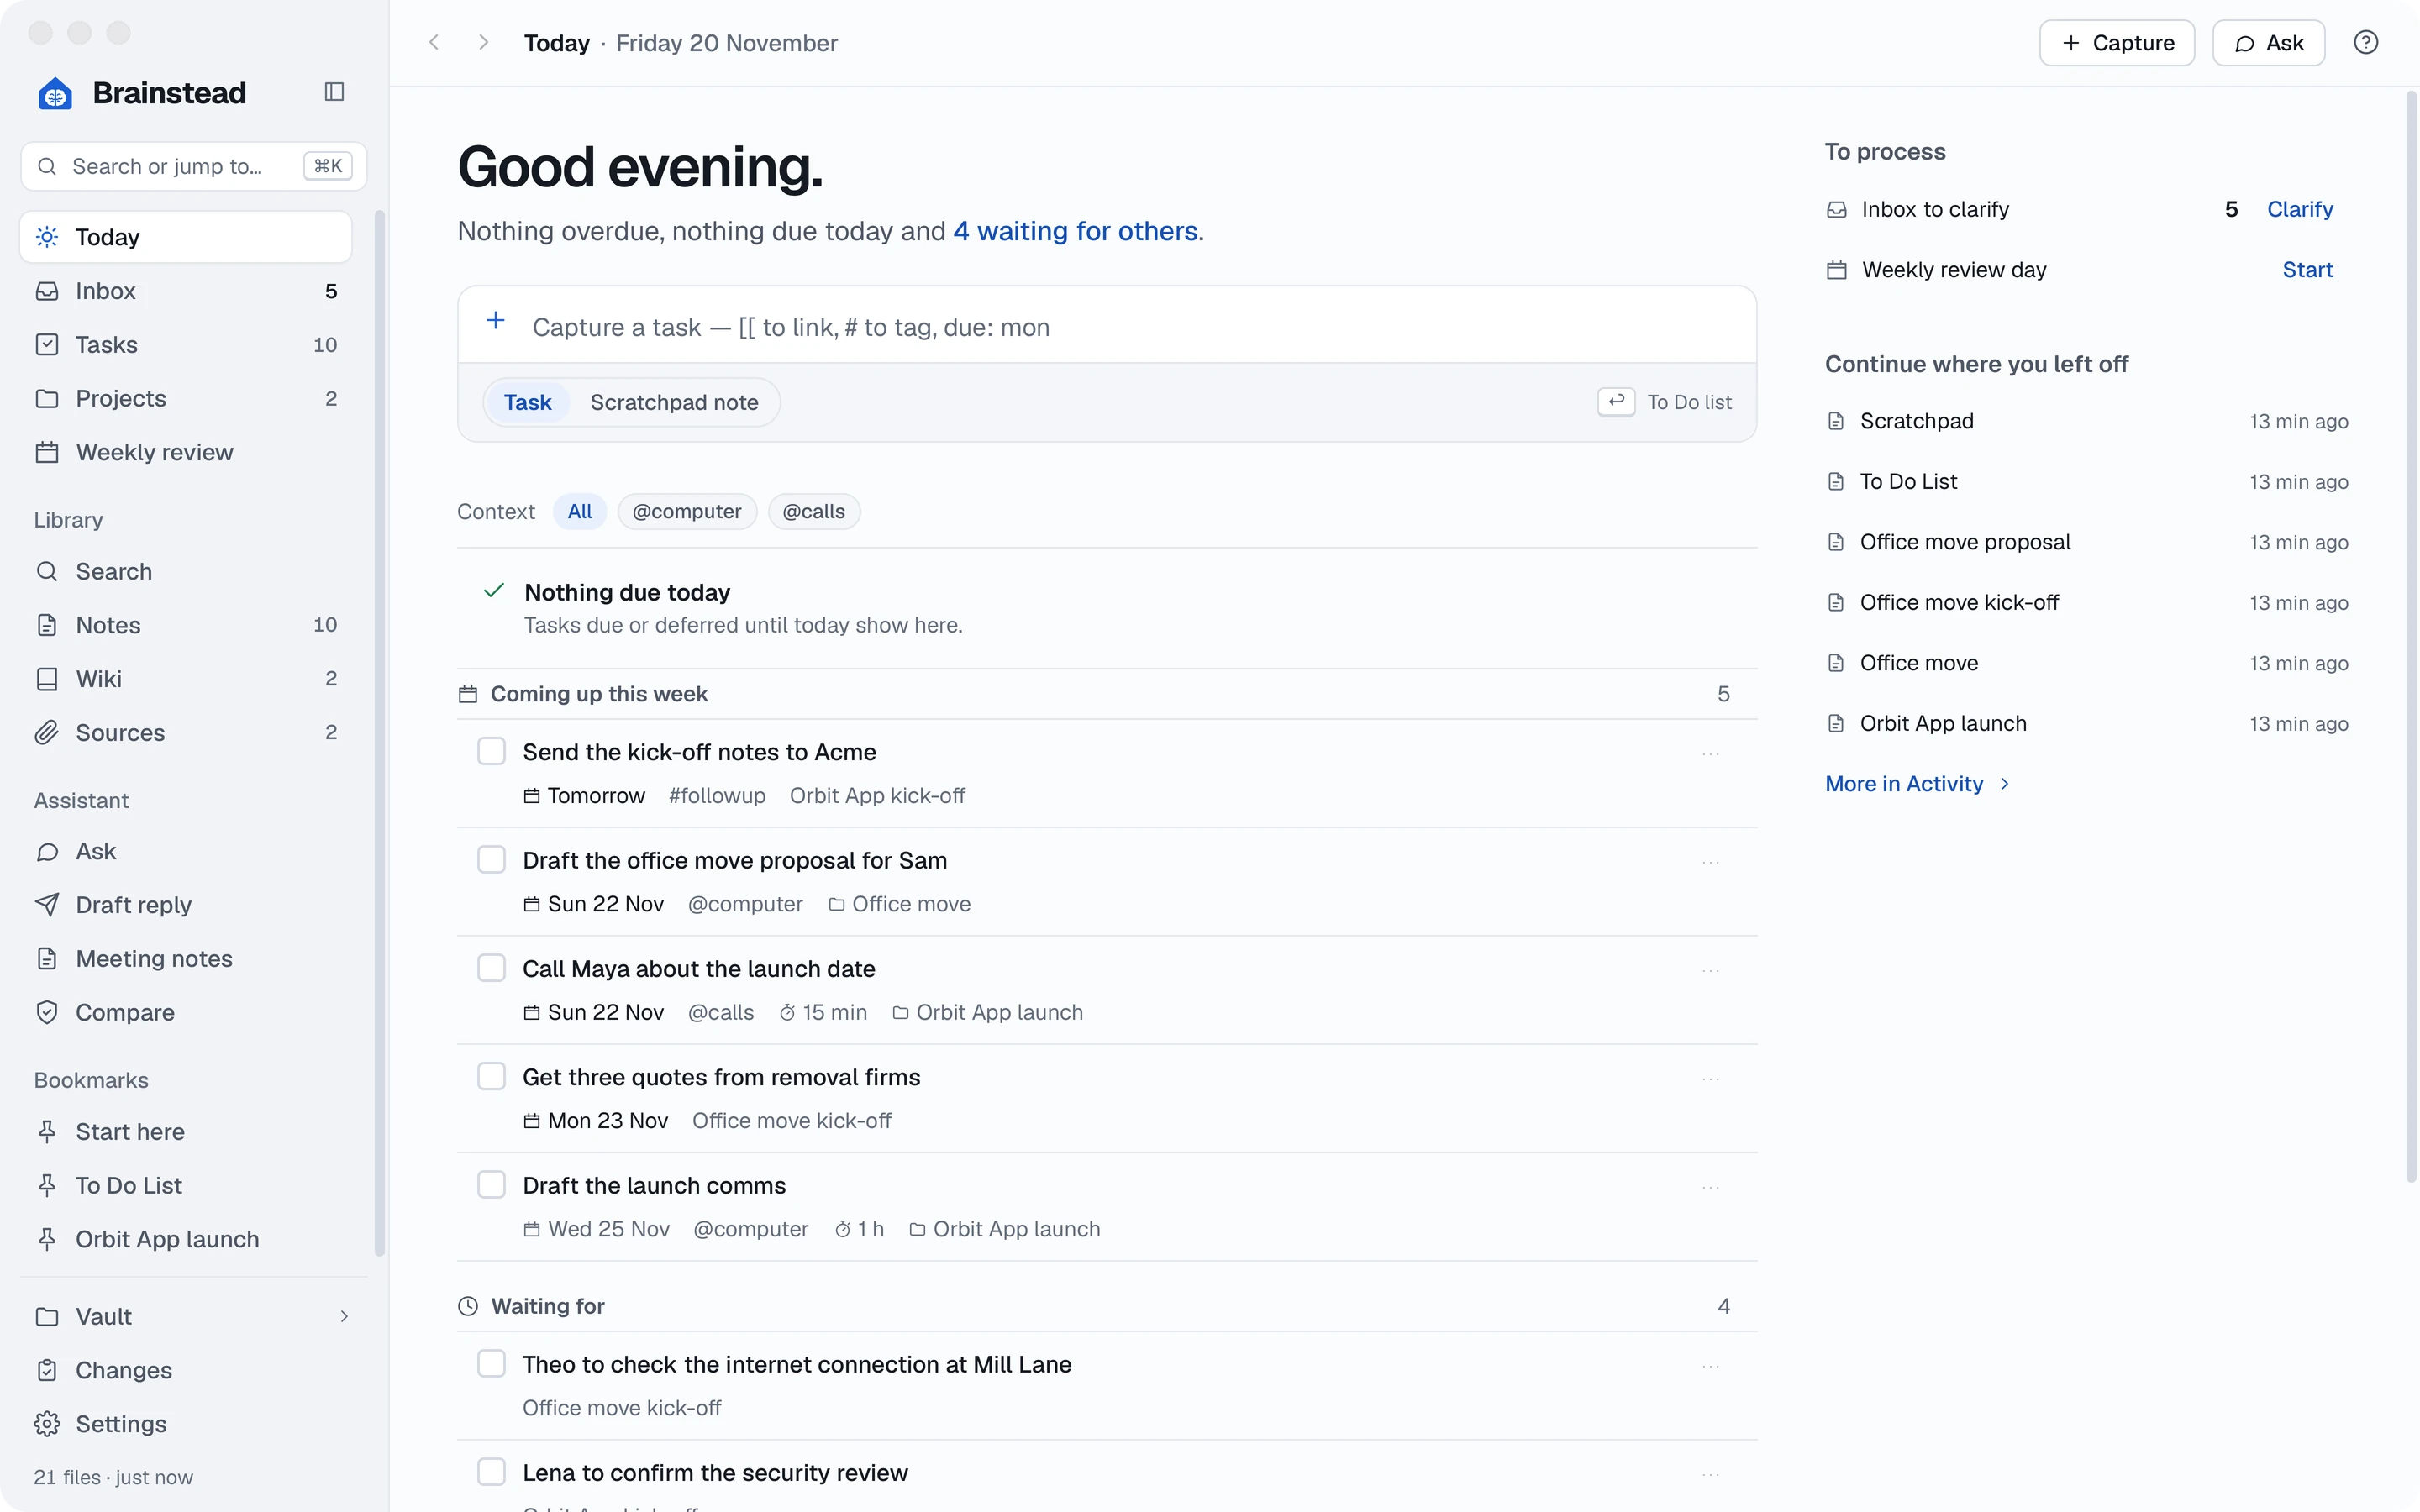 Brainstead
Search or jump to... ⌘K
Today
Inbox 5
Tasks 10
Projects 2
Weekly review
Library
Search
Notes 10
Wiki 2
Sources 2
Assistant
Ask
Draft reply
Meeting notes
Compare
Bookmarks
Start here
To Do List
Orbit App launch
Vault
Changes
Settings
21 files · just now
Today · Friday 20 November
Capture
Ask
Good evening.
Nothing overdue, nothing due today and 4 waiting for others.
Capture a task — [[ to link, # to tag, due: mon
Task Scratchpad note To Do list
Context All @computer @calls
Nothing due today
Tasks due or deferred until today show here.
Coming up this week 5
Send the kick-off notes to Acme
Tomorrow #followup Orbit App kick-off
Draft the office move proposal for Sam
Sun 22 Nov @computer Office move
Call Maya about the launch date
Sun 22 Nov @calls 15 min Orbit App launch
Get three quotes from removal firms
Mon 23 Nov Office move kick-off
Draft the launch comms
Wed 25 Nov @computer 1 h Orbit App launch
Waiting for 4
Theo to check the internet connection at Mill Lane
Office move kick-off
Lena to confirm the security review
To process
Inbox to clarify 5 Clarify
Weekly review day Start
Continue where you left off
Scratchpad 13 min ago
To Do List 13 min ago
Office move proposal 13 min ago
Office move kick-off 13 min ago
Office move 13 min ago
Orbit App launch 13 min ago
More in Activity